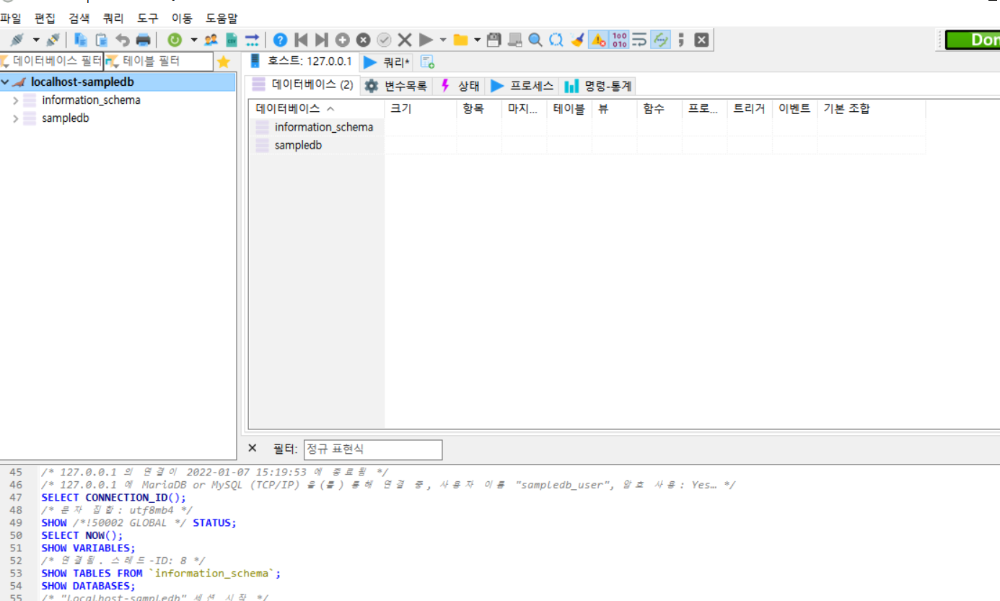 파일 편집 검색 쿼리 도구 이동 도움말
Don
데이터베이스 필터 테이블 필터
호스트: 127.0.0.1 쿼리*
localhost-sampledb
information_schema
sampledb
데이터베이스 (2) 변수목록 상태 프로세스 명령-통계
데이터베이스 크기 항목 마지... 테이블 뷰 함수 프로... 트리거 이벤트 기본 조합
information_schema
sampledb
필터: 정규 표현식
45 /* 127.0.0.1 의 연결이 2022-01-07 15:19:53 에 종료됨 */
46 /* 127.0.0.1 에 MariaDB or MySQL (TCP/IP) 을(를) 통해 연결 중, 사용자 이름 "sampledb_user", 암호 사용: Yes… */
47 SELECT CONNECTION_ID();
48 /* 문자 집합: utf8mb4 */
49 SHOW /*!50002 GLOBAL */ STATUS;
50 SELECT NOW();
51 SHOW VARIABLES;
52 /* 연결됨. 스레드-ID: 8 */
53 SHOW TABLES FROM `information_schema`;
54 SHOW DATABASES;
55 /* "localhost-sampledb" 세션 시작 */